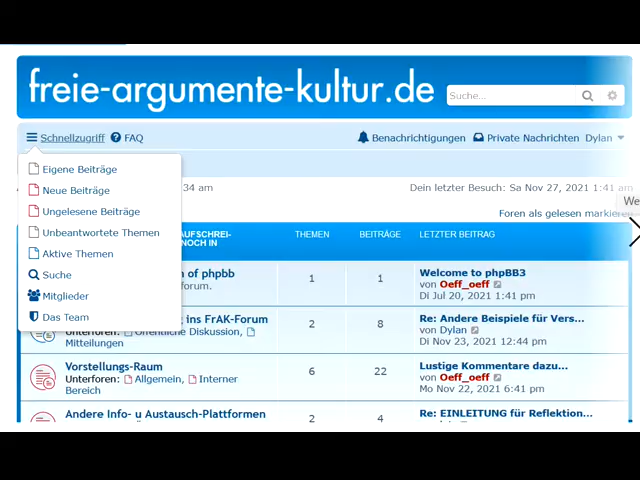 freie-argumente-kultur.de
Suche…
Schnellzugriff FAQ Benachrichtigungen Private Nachrichten Dylan
Eigene Beiträge
Neue Beiträge
Ungelesene Beiträge
Unbeantwortete Themen
Aktive Themen
Suche
Mitglieder
Das Team
34 am Dein letzter Besuch: Sa Nov 27, 2021 1:41 am
We
Foren als gelesen markieren
AUFSCHREI-
NOCH IN THEMEN BEITRÄGE LETZTER BEITRAG
of phpbb
forum. 1 1 Welcome to phpBB3
von Oeff_oeff
Di Jul 20, 2021 1:41 pm
ins FrAK-Forum
Unterforen: Öffentliche Diskussion,
Mitteilungen 2 8 Re: Andere Beispiele für Vers…
von Dylan
Di Nov 23, 2021 12:44 pm
Vorstellungs-Raum
Unterforen: Allgemein, Interner
Bereich 6 22 Lustige Kommentare dazu…
von Oeff_oeff
Mo Nov 22, 2021 6:41 pm
Andere Info- u Austausch-Plattformen 2 4 Re: EINLEITUNG für Reflektion…